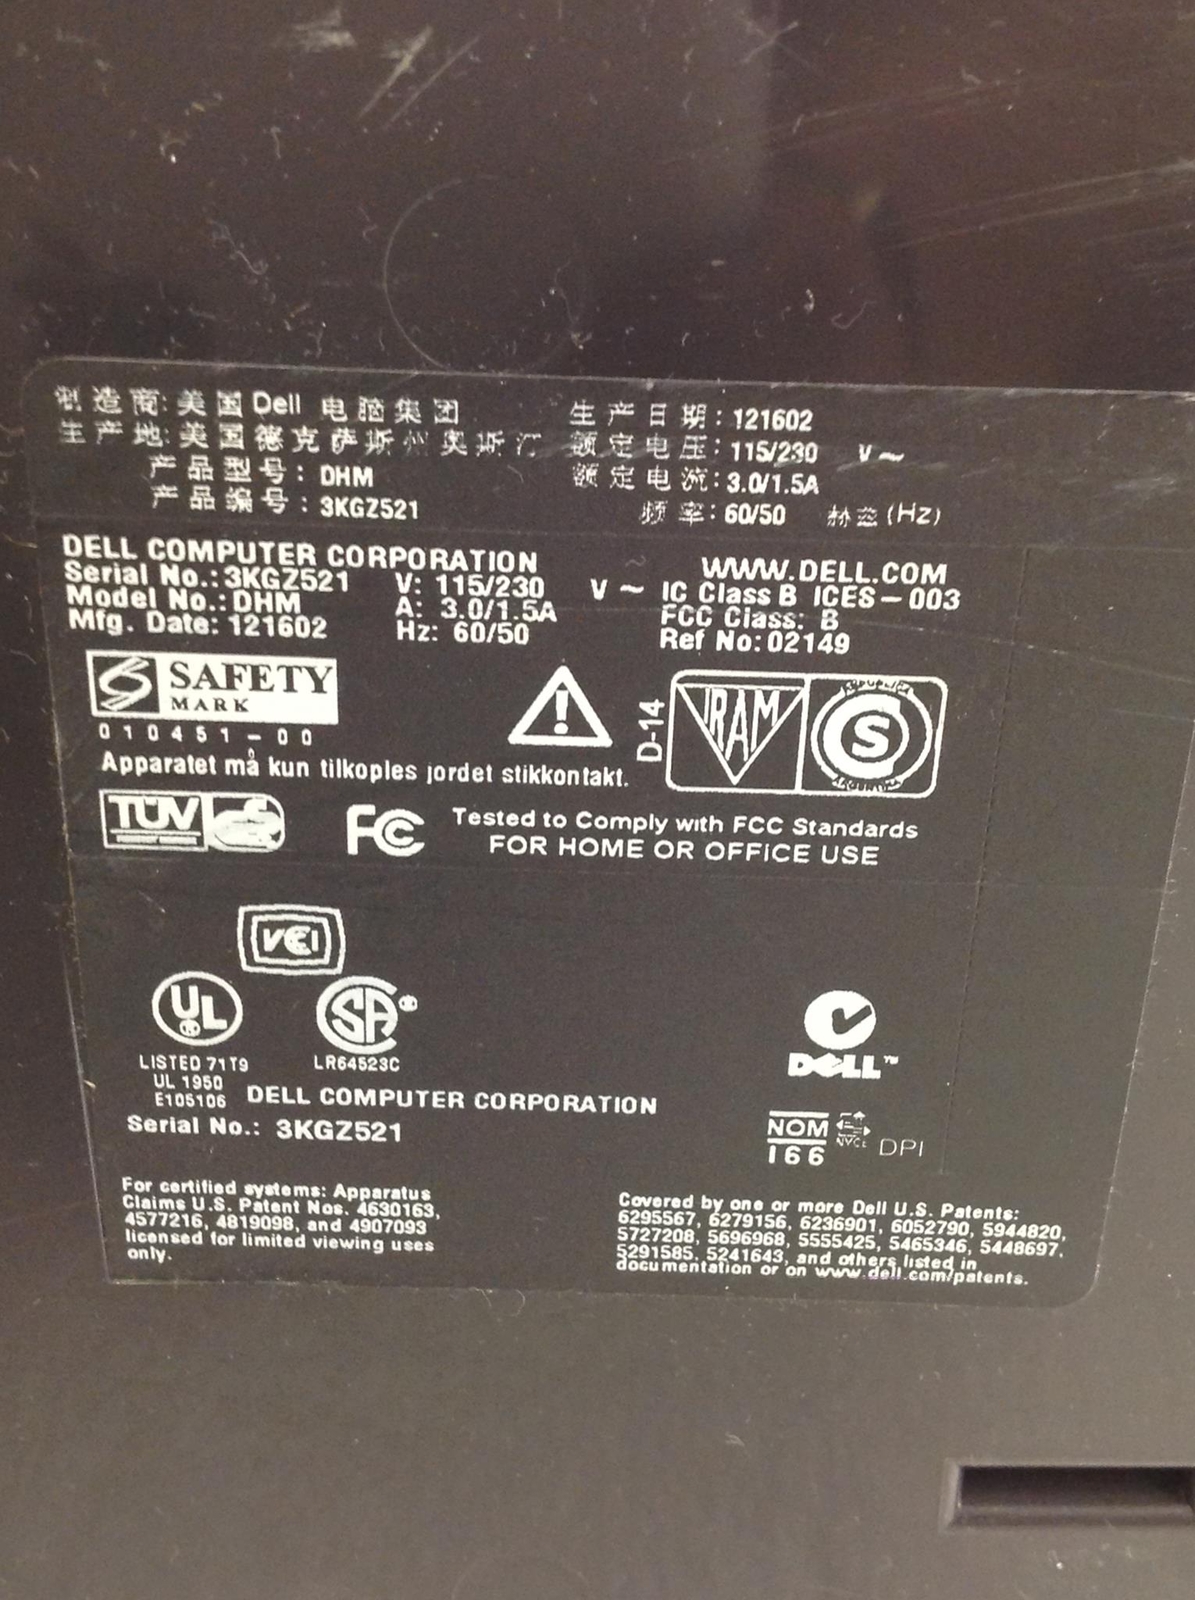 制造商: 美国Dell 电脑集团
生产地: 美国德克萨斯州奥斯汀
产品型号: DHM
产品编号: 3KGZ521
生产日期: 121602
额定电压: 115/230 V~
额定电流: 3.0/1.5A
频率: 60/50 赫兹(Hz)
DELL COMPUTER CORPORATION
Serial No.: 3KGZ521
Model No.: DHM
Mfg. Date: 121602
V: 115/230 V~
A: 3.0/1.5A
Hz: 60/50
WWW.DELL.COM
IC Class B ICES-003
FCC Class: B
Ref No: 02149
SAFETY
MARK
010451-00
!
D-14
IRAM
REPUBLICA
S
ARGENTINA
Apparatet må kun tilkoples jordet stikkontakt.
TÜV
GS
FC
Tested to Comply with FCC Standards
FOR HOME OR OFFICE USE
VCCI
UL
SA
LISTED 71T9
UL 1950
E105106
LR64523C
DELL™
DELL COMPUTER CORPORATION
Serial No.: 3KGZ521
NOM
166
NYCE
DPI
For certified systems: Apparatus
Claims U.S. Patent Nos. 4630163,
4577216, 4819098, and 4907093
licensed for limited viewing uses
only.
Covered by one or more Dell U.S. Patents:
6295567, 6279156, 6236901, 6052790, 5944820,
5727208, 5696968, 5555425, 5465346, 5448697,
5291585, 5241643, and others listed in
documentation or on www.dell.com/patents.